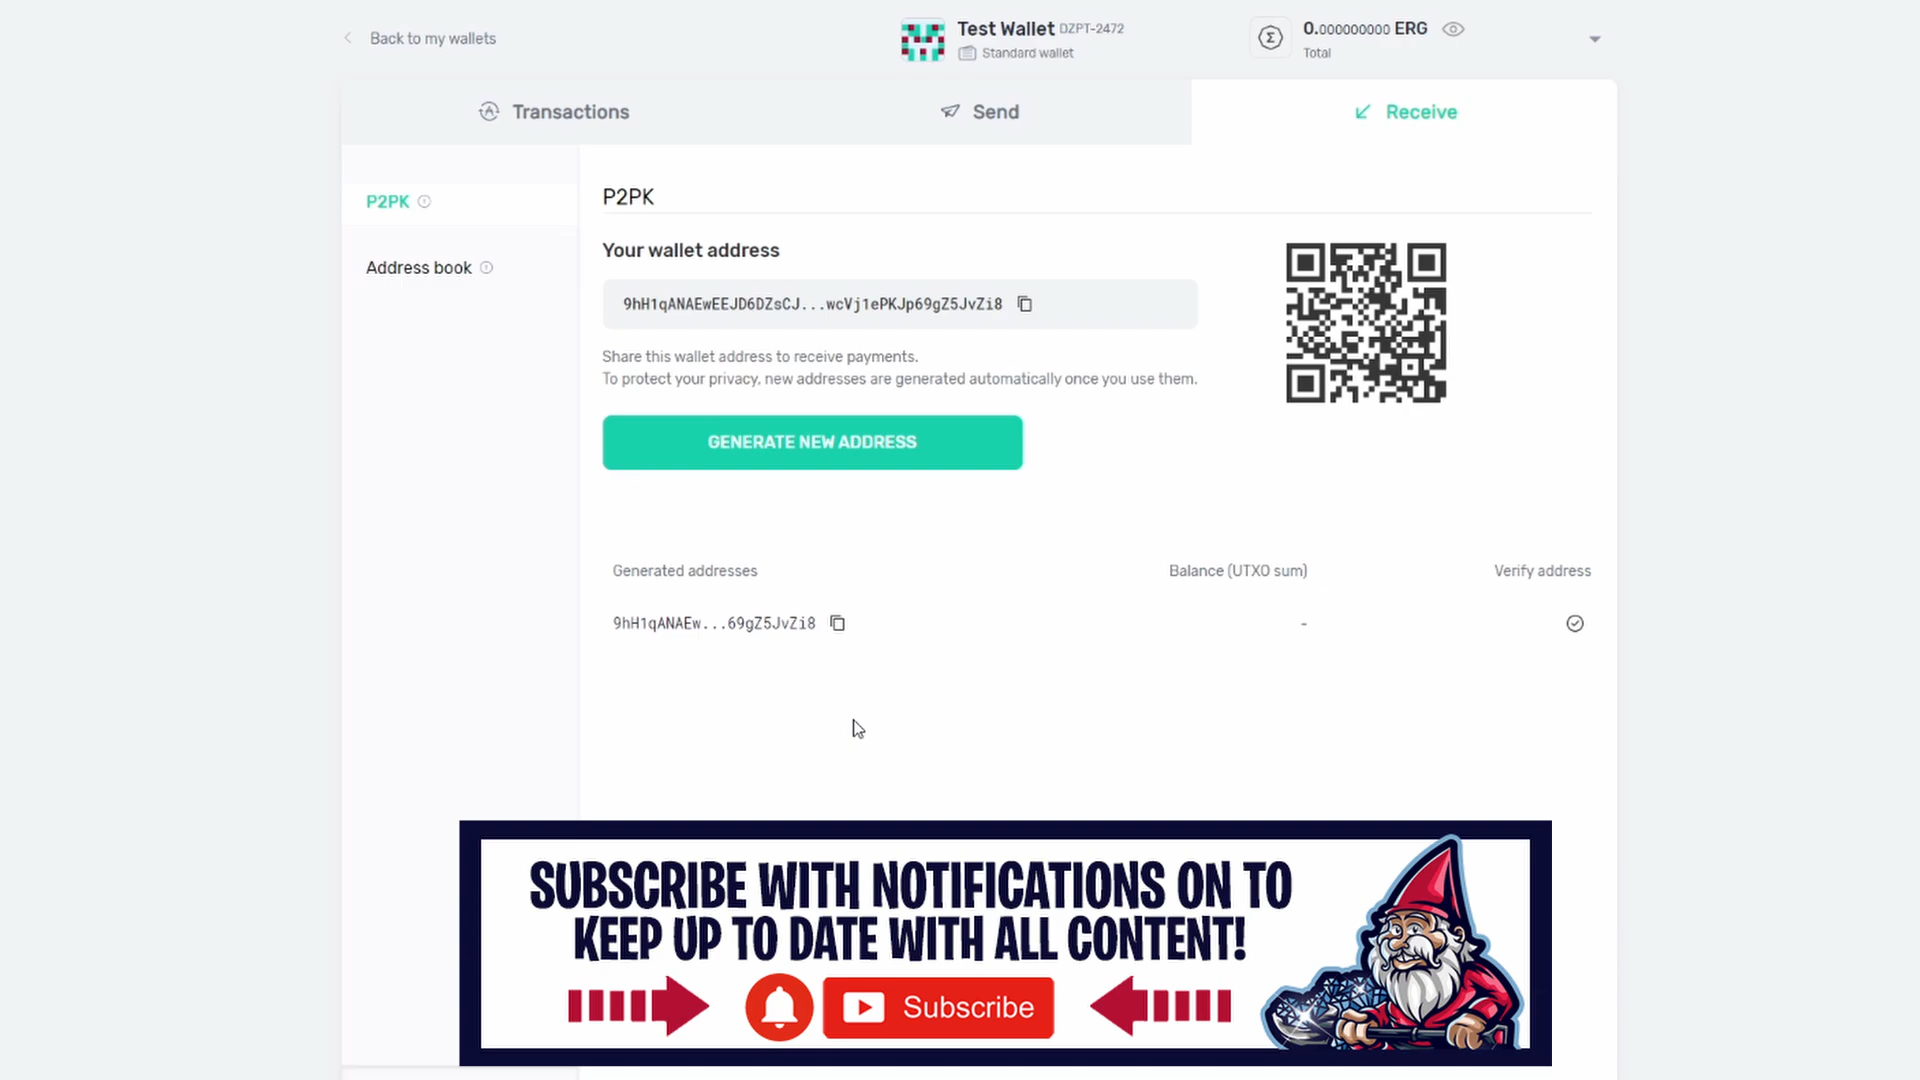 Back to my wallets
Test Wallet DZPT-2472
Standard wallet
0.000000000 ERG
Total
Transactions
Send
Receive
P2PK
Address book
P2PK
Your wallet address
9hH1qANAEwEEJD6DZsCJ...wcVj1ePKJp69gZ5JvZi8
Share this wallet address to receive payments.
To protect your privacy, new addresses are generated automatically once you use them.
GENERATE NEW ADDRESS
Generated addresses
Balance (UTXO sum)
Verify address
9hH1qANAEw...69gZ5JvZi8
-
SUBSCRIBE WITH NOTIFICATIONS ON TO
KEEP UP TO DATE WITH ALL CONTENT!
Subscribe